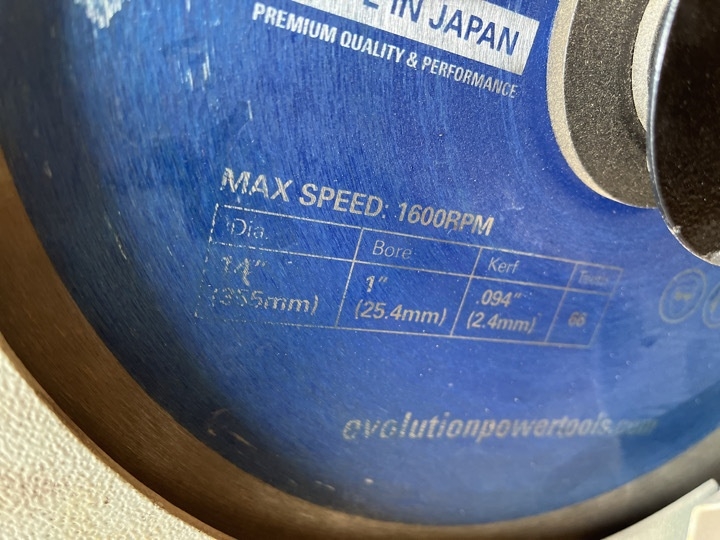 IN JAPAN
PREMIUM QUALITY & PERFORMANCE
MAX SPEED: 1600RPM
Dia. Bore Kerf Teeth
14" 1" .094" 66
(355mm) (25.4mm) (2.4mm)
evolutionpowertools.com